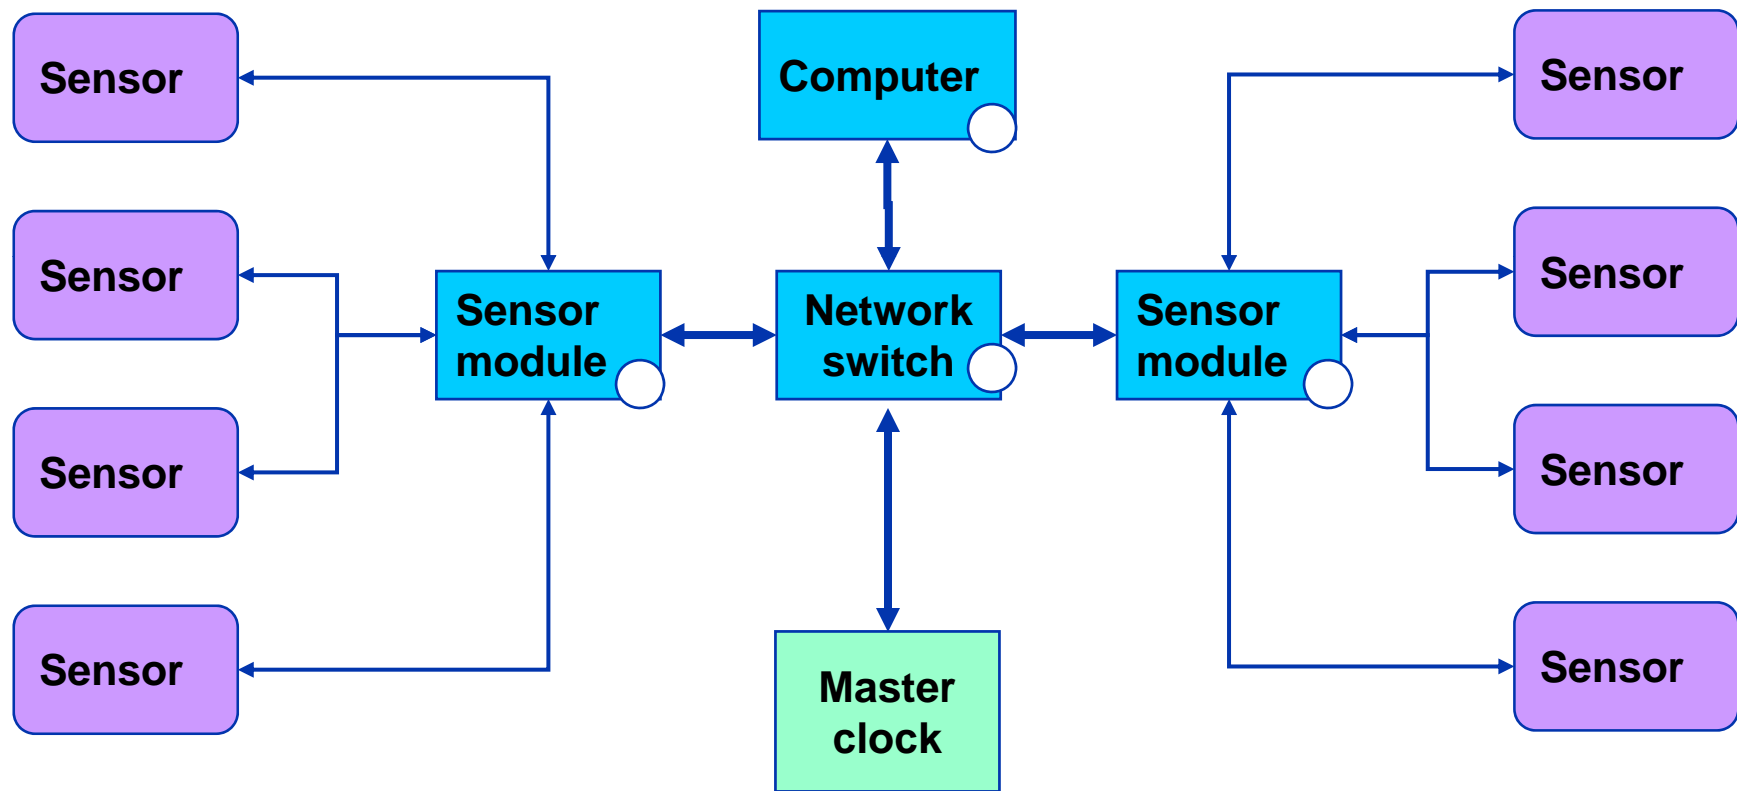 Sensor
Sensor
Sensor
Sensor
Sensor
module
Computer
Network
switch
Master
clock
Sensor
module
Sensor
Sensor
Sensor
Sensor